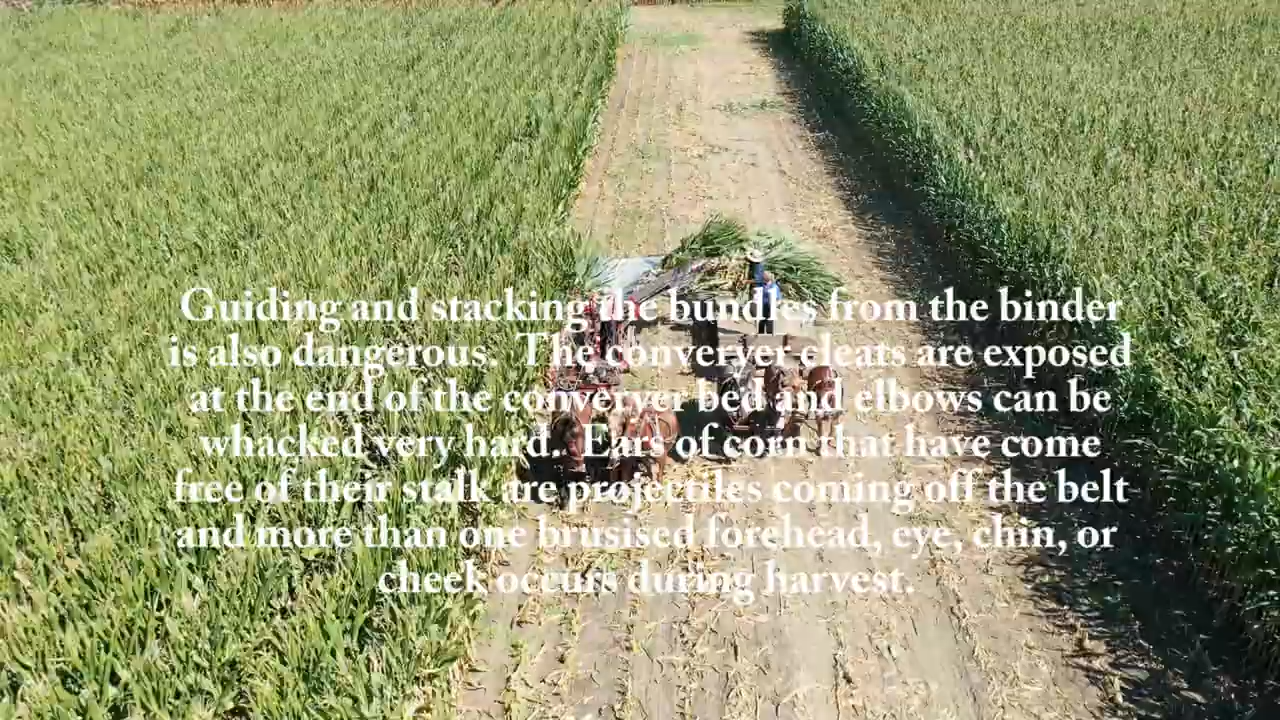 Guiding and stacking the bundles from the binder
is also dangerous. The converyer cleats are exposed
at the end of the converyer bed and elbows can be
whacked very hard. Ears of corn that have come
free of their stalk are projectiles coming off the belt
and more than one brusised forehead, eye, chin, or
cheek occurs during harvest.